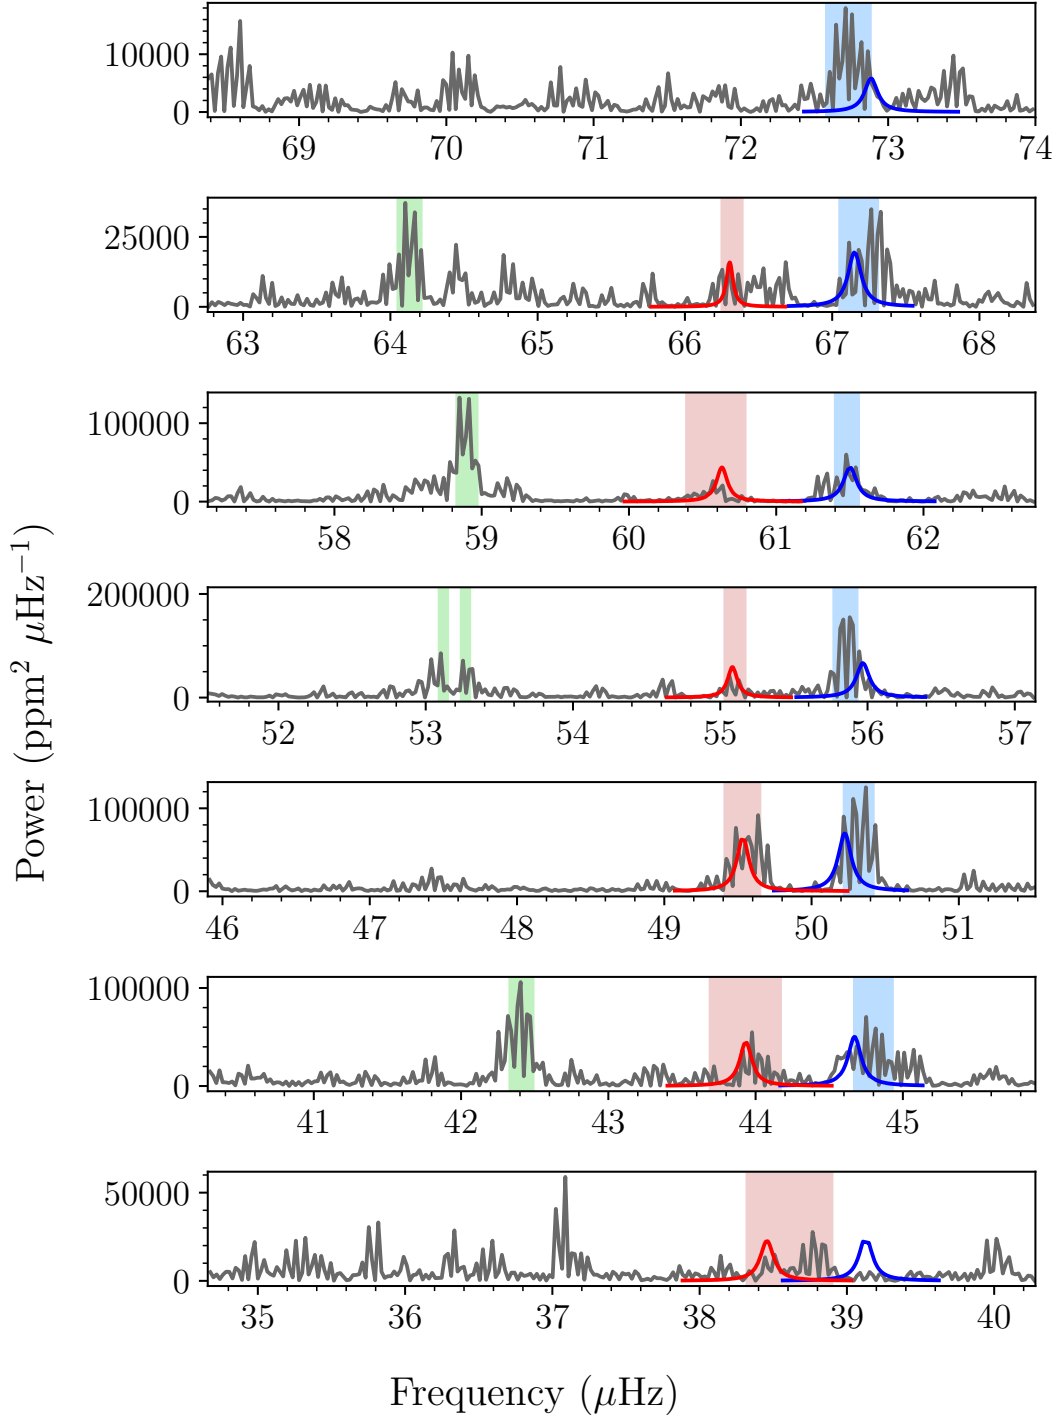 10000
0
69 70 71 72 73 74
25000
0
63 64 65 66 67 68
100000
0
58 59 60 61 62
200000
0
52 53 54 55 56 57
100000
0
46 47 48 49 50 51
100000
0
41 42 43 44 45
50000
0
35 36 37 38 39 40
Power (ppm² μHz⁻¹)
Frequency (μHz)